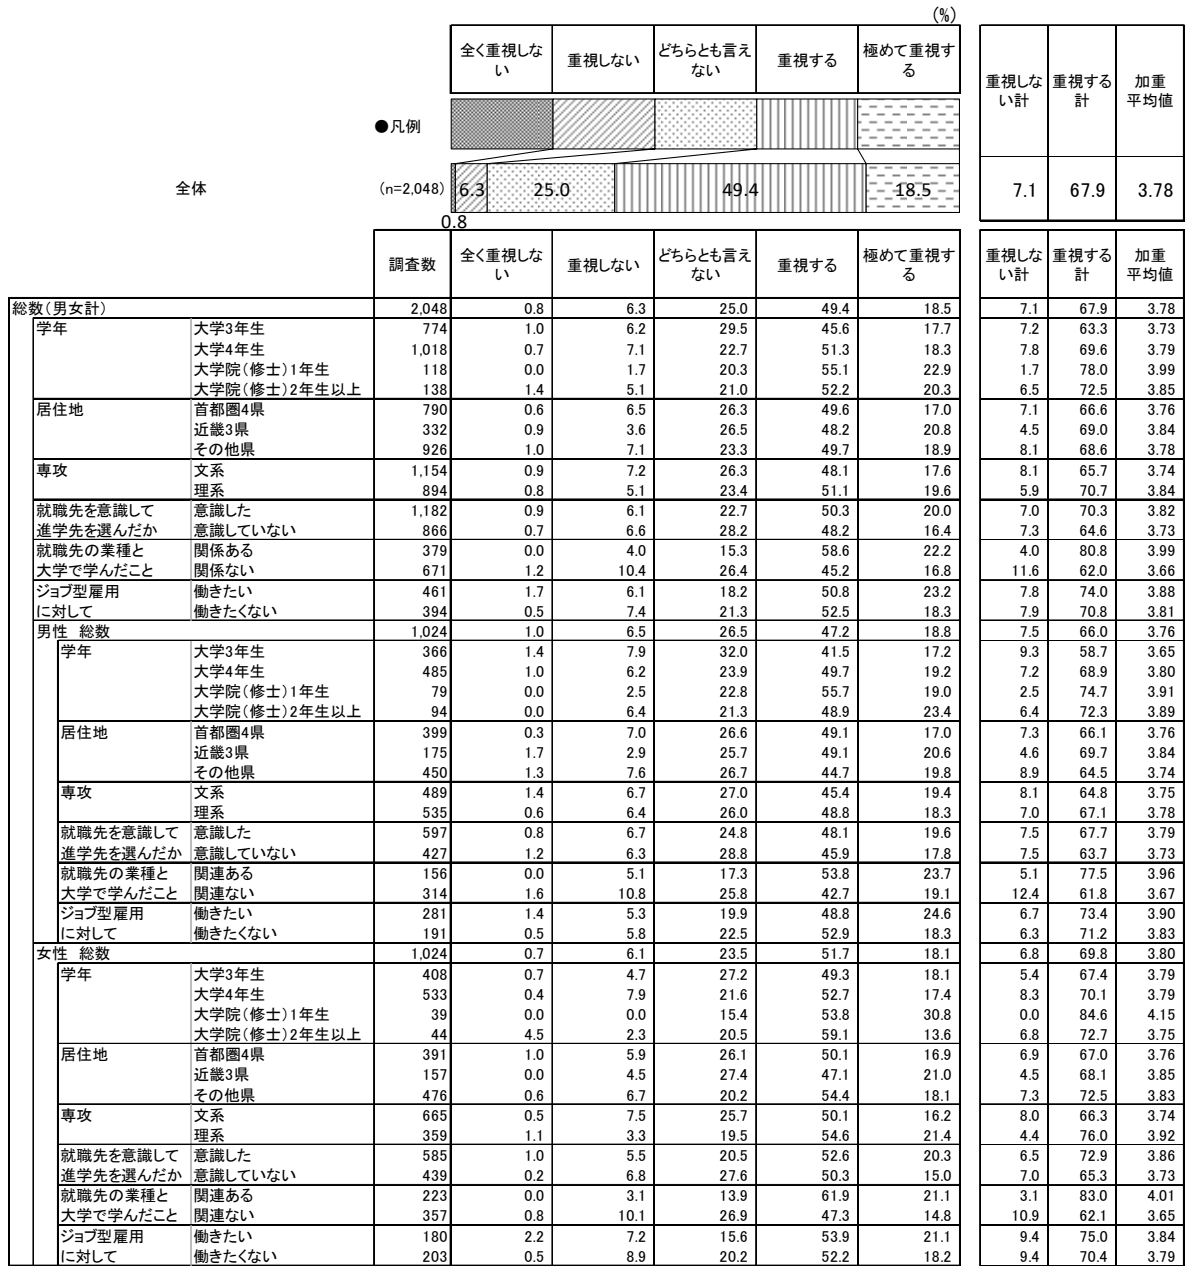 (%)
全く重視しない 重視しない どちらとも言えない 重視する 極めて重視する 重視しない計 重視する計 加重平均値
●凡例
全体 (n=2,048) 6.3 25.0 49.4 18.5 7.1 67.9 3.78
0.8
調査数 全く重視しない 重視しない どちらとも言えない 重視する 極めて重視する 重視しない計 重視する計 加重平均値
総数(男女計) 2,048 0.8 6.3 25.0 49.4 18.5 7.1 67.9 3.78
学年 大学3年生 774 1.0 6.2 29.5 45.6 17.7 7.2 63.3 3.73
大学4年生 1,018 0.7 7.1 22.7 51.3 18.3 7.8 69.6 3.79
大学院(修士)1年生 118 0.0 1.7 20.3 55.1 22.9 1.7 78.0 3.99
大学院(修士)2年生以上 138 1.4 5.1 21.0 52.2 20.3 6.5 72.5 3.85
居住地 首都圏4県 790 0.6 6.5 26.3 49.6 17.0 7.1 66.6 3.76
近畿3県 332 0.9 3.6 26.5 48.2 20.8 4.5 69.0 3.84
その他県 926 1.0 7.1 23.3 49.7 18.9 8.1 68.6 3.78
専攻 文系 1,154 0.9 7.2 26.3 48.1 17.6 8.1 65.7 3.74
理系 894 0.8 5.1 23.4 51.1 19.6 5.9 70.7 3.84
就職先を意識して 意識した 1,182 0.9 6.1 22.7 50.3 20.0 7.0 70.3 3.82
進学先を選んだか 意識していない 866 0.7 6.6 28.2 48.2 16.4 7.3 64.6 3.73
就職先の業種と 関係ある 379 0.0 4.0 15.3 58.6 22.2 4.0 80.8 3.99
大学で学んだこと 関係ない 671 1.2 10.4 26.4 45.2 16.8 11.6 62.0 3.66
ジョブ型雇用 働きたい 461 1.7 6.1 18.2 50.8 23.2 7.8 74.0 3.88
に対して 働きたくない 394 0.5 7.4 21.3 52.5 18.3 7.9 70.8 3.81
男性 総数 1,024 1.0 6.5 26.5 47.2 18.8 7.5 66.0 3.76
学年 大学3年生 366 1.4 7.9 32.0 41.5 17.2 9.3 58.7 3.65
大学4年生 485 1.0 6.2 23.9 49.7 19.2 7.2 68.9 3.80
大学院(修士)1年生 79 0.0 2.5 22.8 55.7 19.0 2.5 74.7 3.91
大学院(修士)2年生以上 94 0.0 6.4 21.3 48.9 23.4 6.4 72.3 3.89
居住地 首都圏4県 399 0.3 7.0 26.6 49.1 17.0 7.3 66.1 3.76
近畿3県 175 1.7 2.9 25.7 49.1 20.6 4.6 69.7 3.84
その他県 450 1.3 7.6 26.7 44.7 19.8 8.9 64.5 3.74
専攻 文系 489 1.4 6.7 27.0 45.4 19.4 8.1 64.8 3.75
理系 535 0.6 6.4 26.0 48.8 18.3 7.0 67.1 3.78
就職先を意識して 意識した 597 0.8 6.7 24.8 48.1 19.6 7.5 67.7 3.79
進学先を選んだか 意識していない 427 1.2 6.3 28.8 45.9 17.8 7.5 63.7 3.73
就職先の業種と 関連ある 156 0.0 5.1 17.3 53.8 23.7 5.1 77.5 3.96
大学で学んだこと 関連ない 314 1.6 10.8 25.8 42.7 19.1 12.4 61.8 3.67
ジョブ型雇用 働きたい 281 1.4 5.3 19.9 48.8 24.6 6.7 73.4 3.90
に対して 働きたくない 191 0.5 5.8 22.5 52.9 18.3 6.3 71.2 3.83
女性 総数 1,024 0.7 6.1 23.5 51.7 18.1 6.8 69.8 3.80
学年 大学3年生 408 0.7 4.7 27.2 49.3 18.1 5.4 67.4 3.79
大学4年生 533 0.4 7.9 21.6 52.7 17.4 8.3 70.1 3.79
大学院(修士)1年生 39 0.0 0.0 15.4 53.8 30.8 0.0 84.6 4.15
大学院(修士)2年生以上 44 4.5 2.3 20.5 59.1 13.6 6.8 72.7 3.75
居住地 首都圏4県 391 1.0 5.9 26.1 50.1 16.9 6.9 67.0 3.76
近畿3県 157 0.0 4.5 27.4 47.1 21.0 4.5 68.1 3.85
その他県 476 0.6 6.7 20.2 54.4 18.1 7.3 72.5 3.83
専攻 文系 665 0.5 7.5 25.7 50.1 16.2 8.0 66.3 3.74
理系 359 1.1 3.3 19.5 54.6 21.4 4.4 76.0 3.92
就職先を意識して 意識した 585 1.0 5.5 20.5 52.6 20.3 6.5 72.9 3.86
進学先を選んだか 意識していない 439 0.2 6.8 27.6 50.3 15.0 7.0 65.3 3.73
就職先の業種と 関連ある 223 0.0 3.1 13.9 61.9 21.1 3.1 83.0 4.01
大学で学んだこと 関連ない 357 0.8 10.1 26.9 47.3 14.8 10.9 62.1 3.65
ジョブ型雇用 働きたい 180 2.2 7.2 15.6 53.9 21.1 9.4 75.0 3.84
に対して 働きたくない 203 0.5 8.9 20.2 52.2 18.2 9.4 70.4 3.79